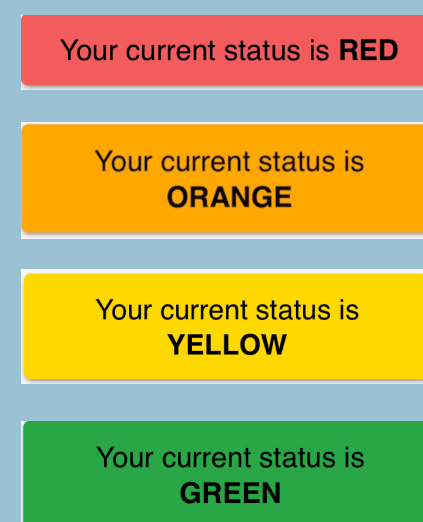 Your current status is RED
Your current status is
ORANGE
Your current status is
YELLOW
Your current status is
GREEN